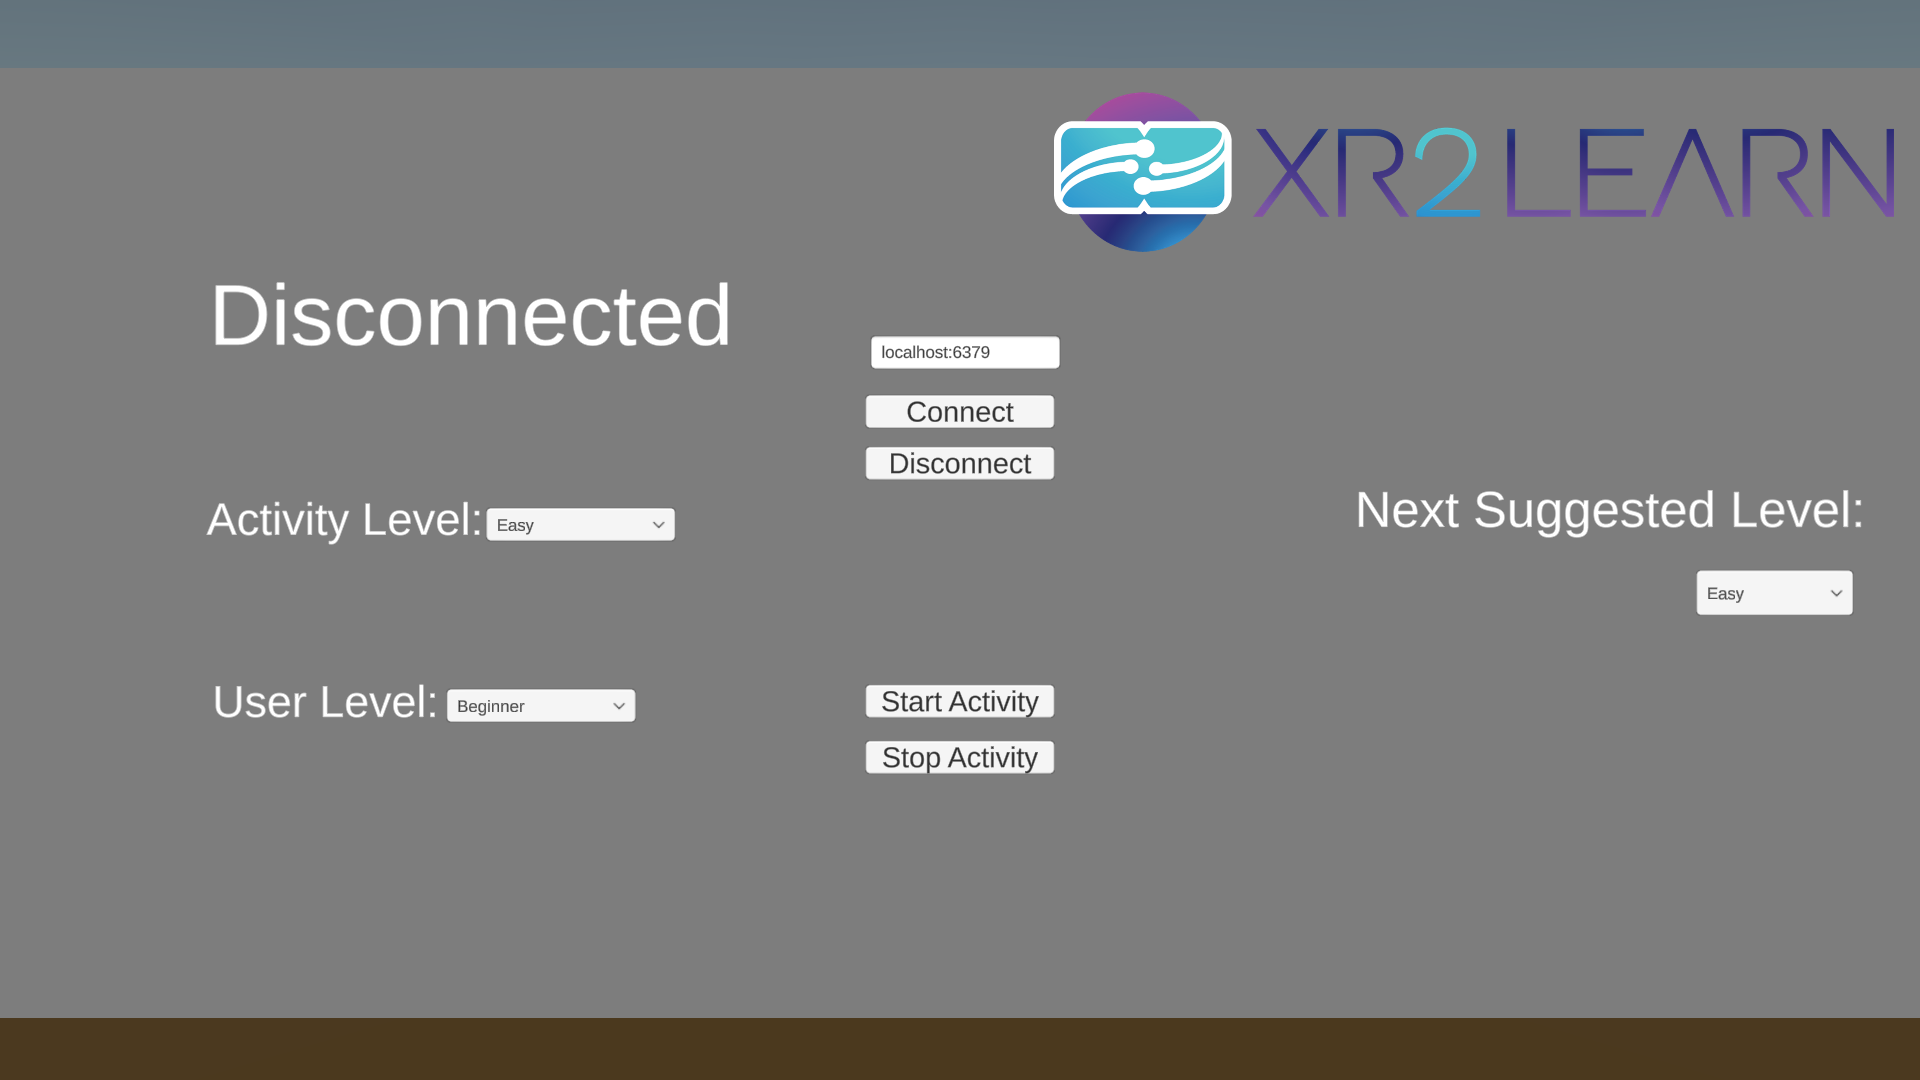 XR2LEARN
Disconnected
localhost:6379
Connect
Disconnect
Activity Level: Easy
Next Suggested Level:
Easy
User Level: Beginner
Start Activity
Stop Activity